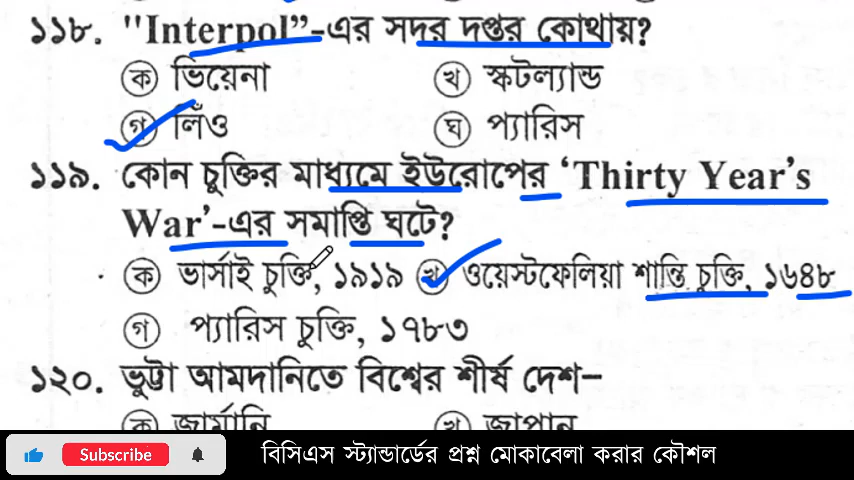 ১১৮. "Interpol”-এর সদর দপ্তর কোথায়?
ক ভিয়েনা খ স্কটল্যান্ড
গ লিঁও ঘ প্যারিস
১১৯. কোন চুক্তির মাধ্যমে ইউরোপের ‘Thirty Year’s
War’-এর সমাপ্তি ঘটে?
ক ভার্সাই চুক্তি, ১৯১৯ খ ওয়েস্টফেলিয়া শান্তি চুক্তি, ১৬৪৮
গ প্যারিস চুক্তি, ১৭৮৩
১২০. ভুট্টা আমদানিতে বিশ্বের শীর্ষ দেশ–
ক জার্মানি খ জাপান
Subscribe বিসিএস স্ট্যান্ডার্ডের প্রশ্ন মোকাবেলা করার কৌশল